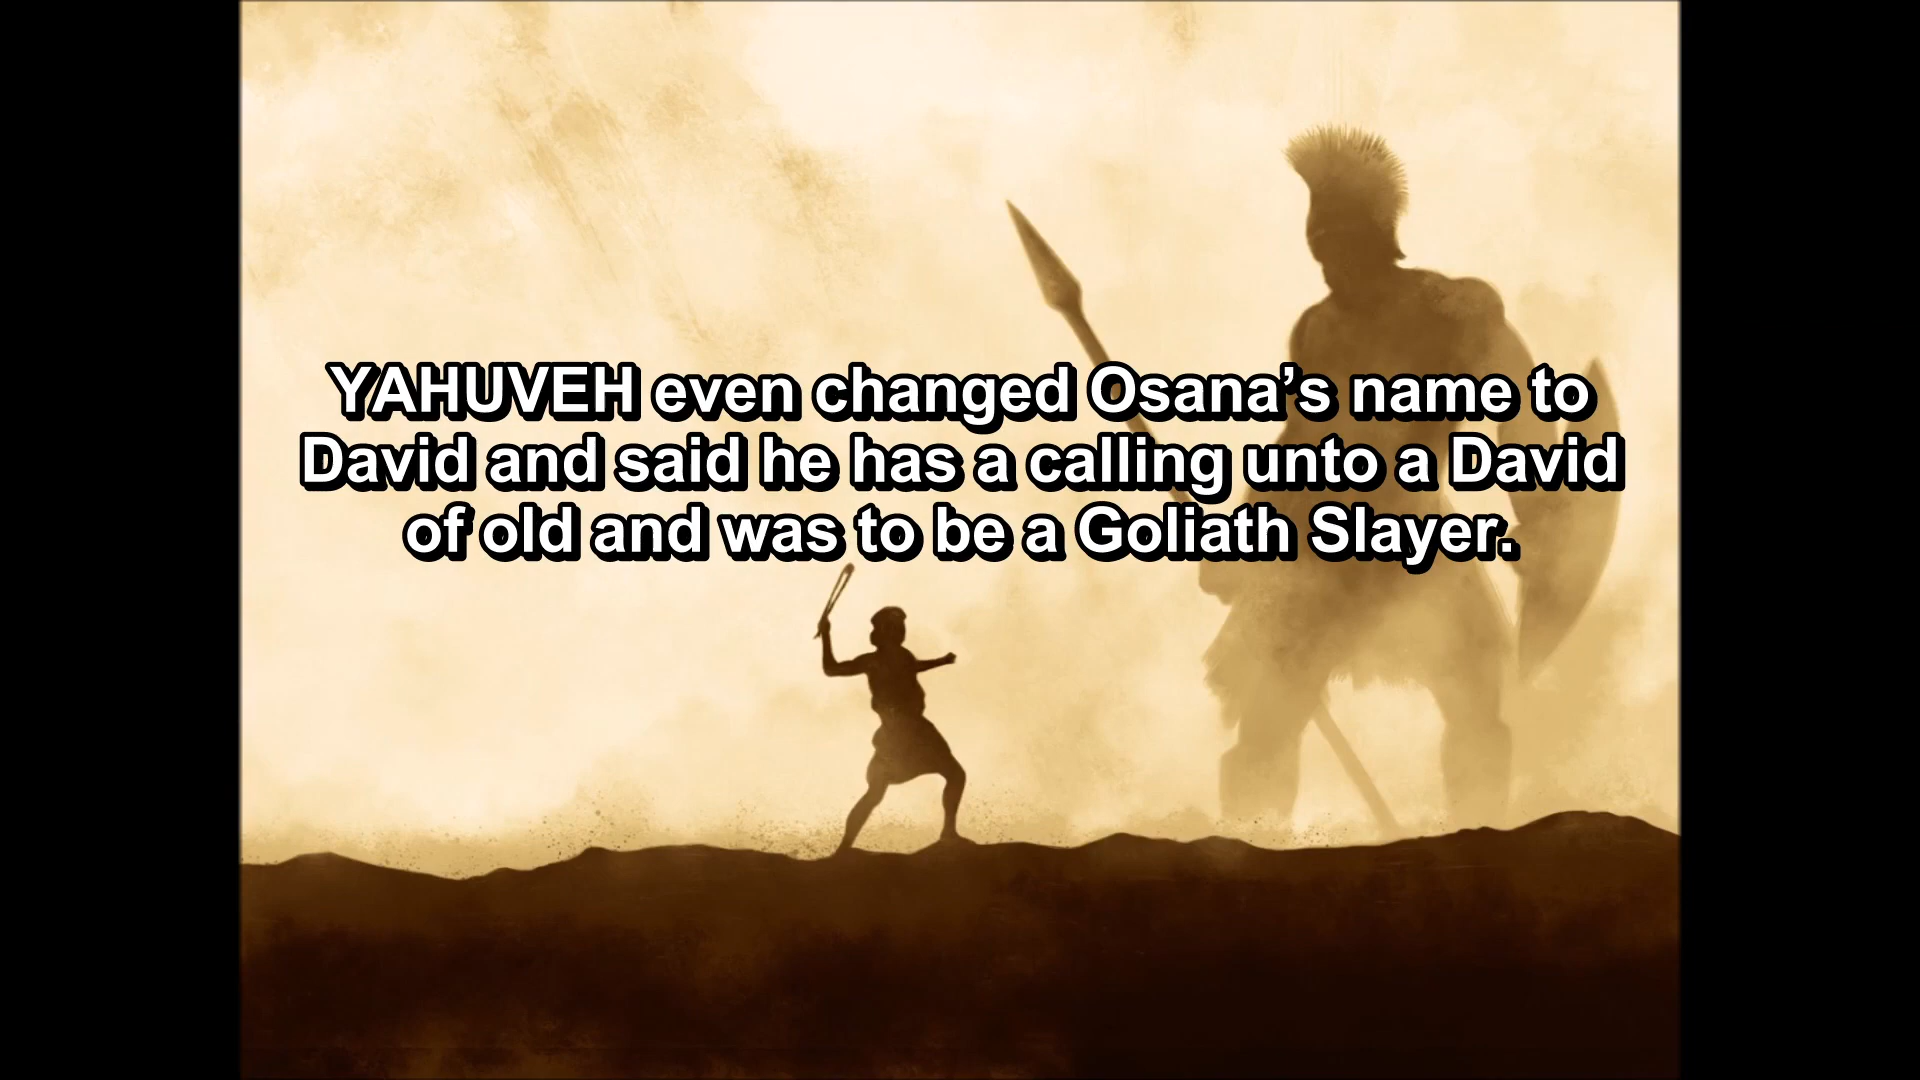 YAHUVEH even changed Osana’s name to
David and said he has a calling unto a David
of old and was to be a Goliath Slayer.